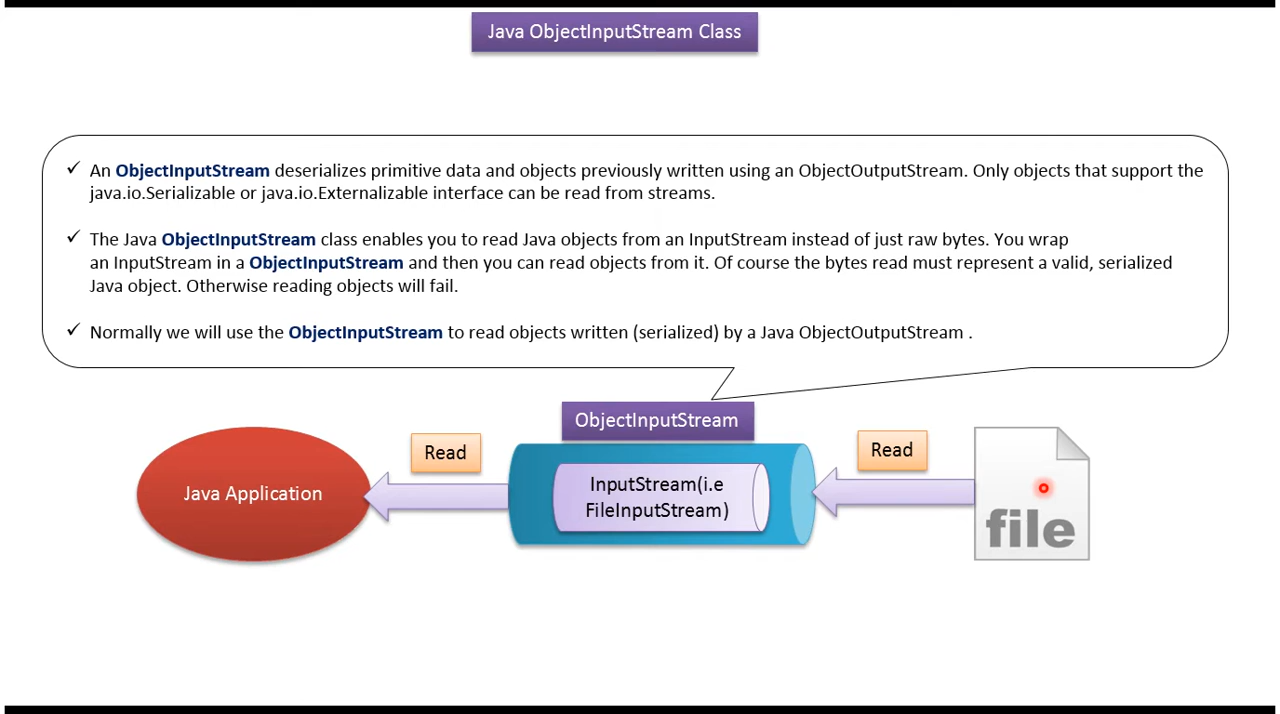 Java ObjectInputStream Class
✓ An ObjectInputStream deserializes primitive data and objects previously written using an ObjectOutputStream. Only objects that support the
java.io.Serializable or java.io.Externalizable interface can be read from streams.
✓ The Java ObjectInputStream class enables you to read Java objects from an InputStream instead of just raw bytes. You wrap
an InputStream in a ObjectInputStream and then you can read objects from it. Of course the bytes read must represent a valid, serialized
Java object. Otherwise reading objects will fail.
✓ Normally we will use the ObjectInputStream to read objects written (serialized) by a Java ObjectOutputStream .
ObjectInputStream
Java Application
Read
InputStream(i.e
FileInputStream)
Read
file